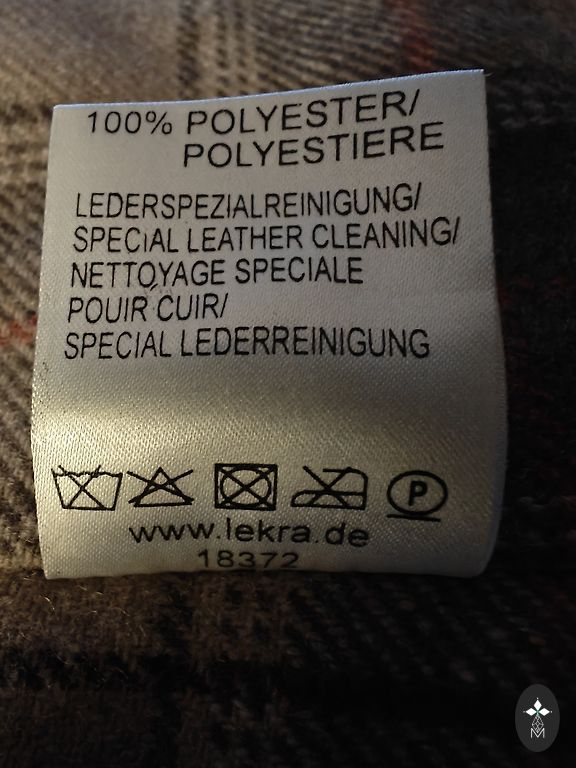 100% POLYESTER/
POLYESTIERE
LEDERSPEZIALREINIGUNG/
SPECIAL LEATHER CLEANING/
NETTOYAGE SPECIALE
POUIR CUIR/
SPECIAL LEDERREINIGUNG
P
www.lekra.de
18372
M